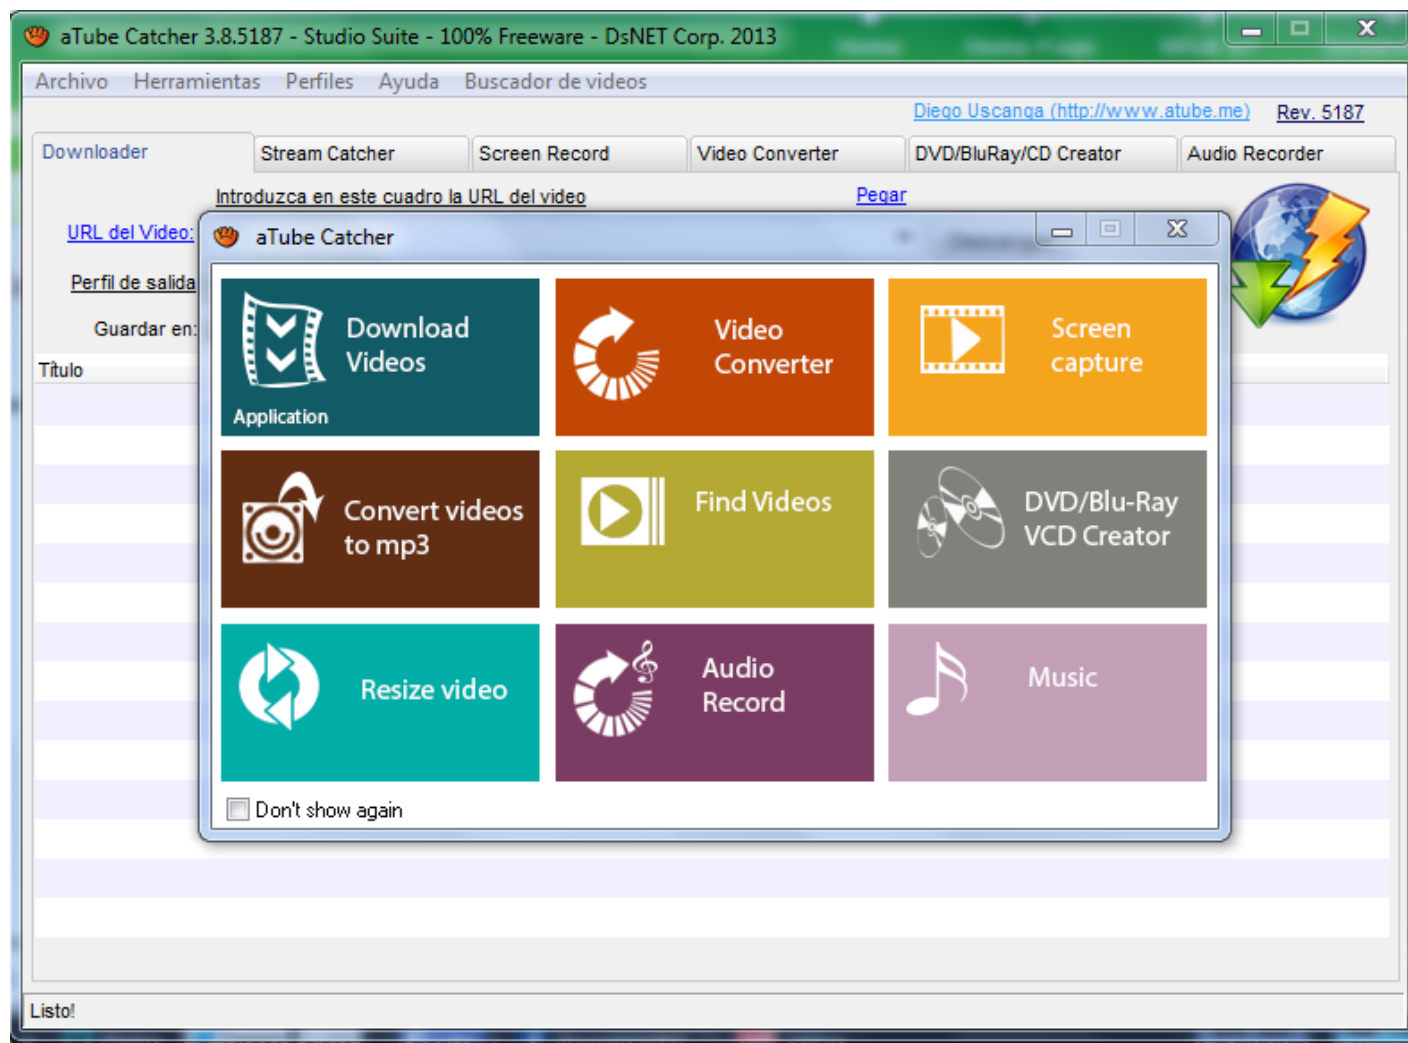 aTube Catcher 3.8.5187 - Studio Suite - 100% Freeware - DsNET Corp. 2013
Archivo Herramientas Perfiles Ayuda Buscador de videos
Diego Uscanga (http://www.atube.me) Rev. 5187
Downloader Stream Catcher Screen Record Video Converter DVD/BluRay/CD Creator Audio Recorder
Introduzca en este cuadro la URL del video Pegar
URL del Video:
Perfil de salida
Guardar en:
Título
aTube Catcher
Download
Videos
Application
Video
Converter
Screen
capture
Convert videos
to mp3
Find Videos
DVD/Blu-Ray
VCD Creator
Resize video
Audio
Record
Music
Don't show again
Listo!